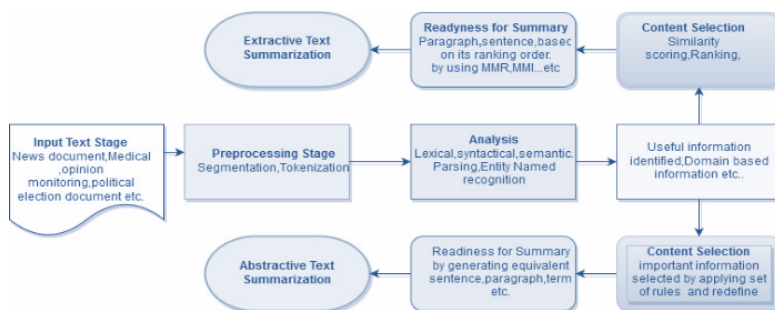 Extractive Text
Summarization
Readyness for Summary
Paragraph,sentence,based
on its ranking order.
by using MMR,MMI...etc
Content Selection
Similarity
scoring,Ranking,
Input Text Stage
News document,Medical
,opinion
monitoring,political
election document etc.
Preprocessing Stage
Segmentation,Tokenization
Analysis
Lexical,syntactical,semantic.
Parsing,Entity Named
recognition
Useful information
identified,Domain based
information etc..
Abstractive Text
Summarization
Readiness for Summary
by generating equivalent
sentence,paragraph,term
etc.
Content Selection
important information
selected by applying set
of rules and redefine